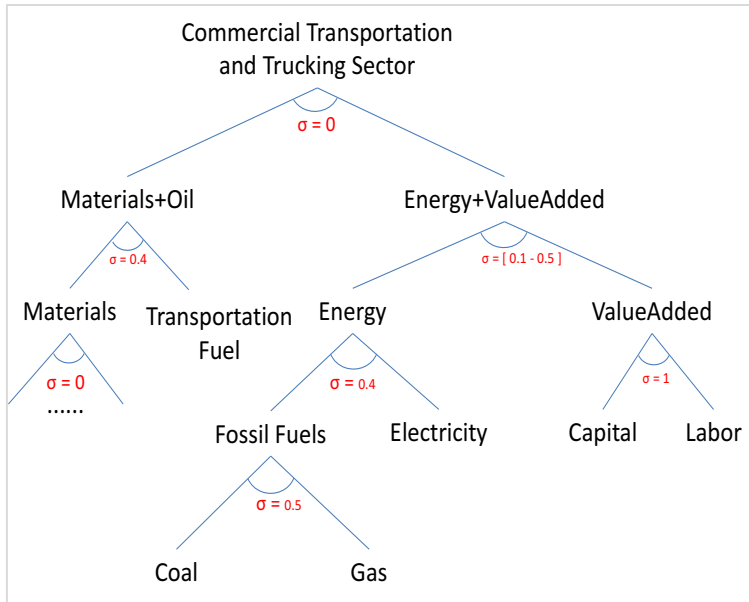 Commercial Transportation
and Trucking Sector
σ = 0
Materials+Oil
Energy+ValueAdded
σ = 0.4
σ = [ 0.1 - 0.5 ]
Materials
Transportation
Fuel
Energy
ValueAdded
σ = 0
......
σ = 0.4
σ = 1
Fossil Fuels
Electricity
Capital
Labor
σ = 0.5
Coal
Gas